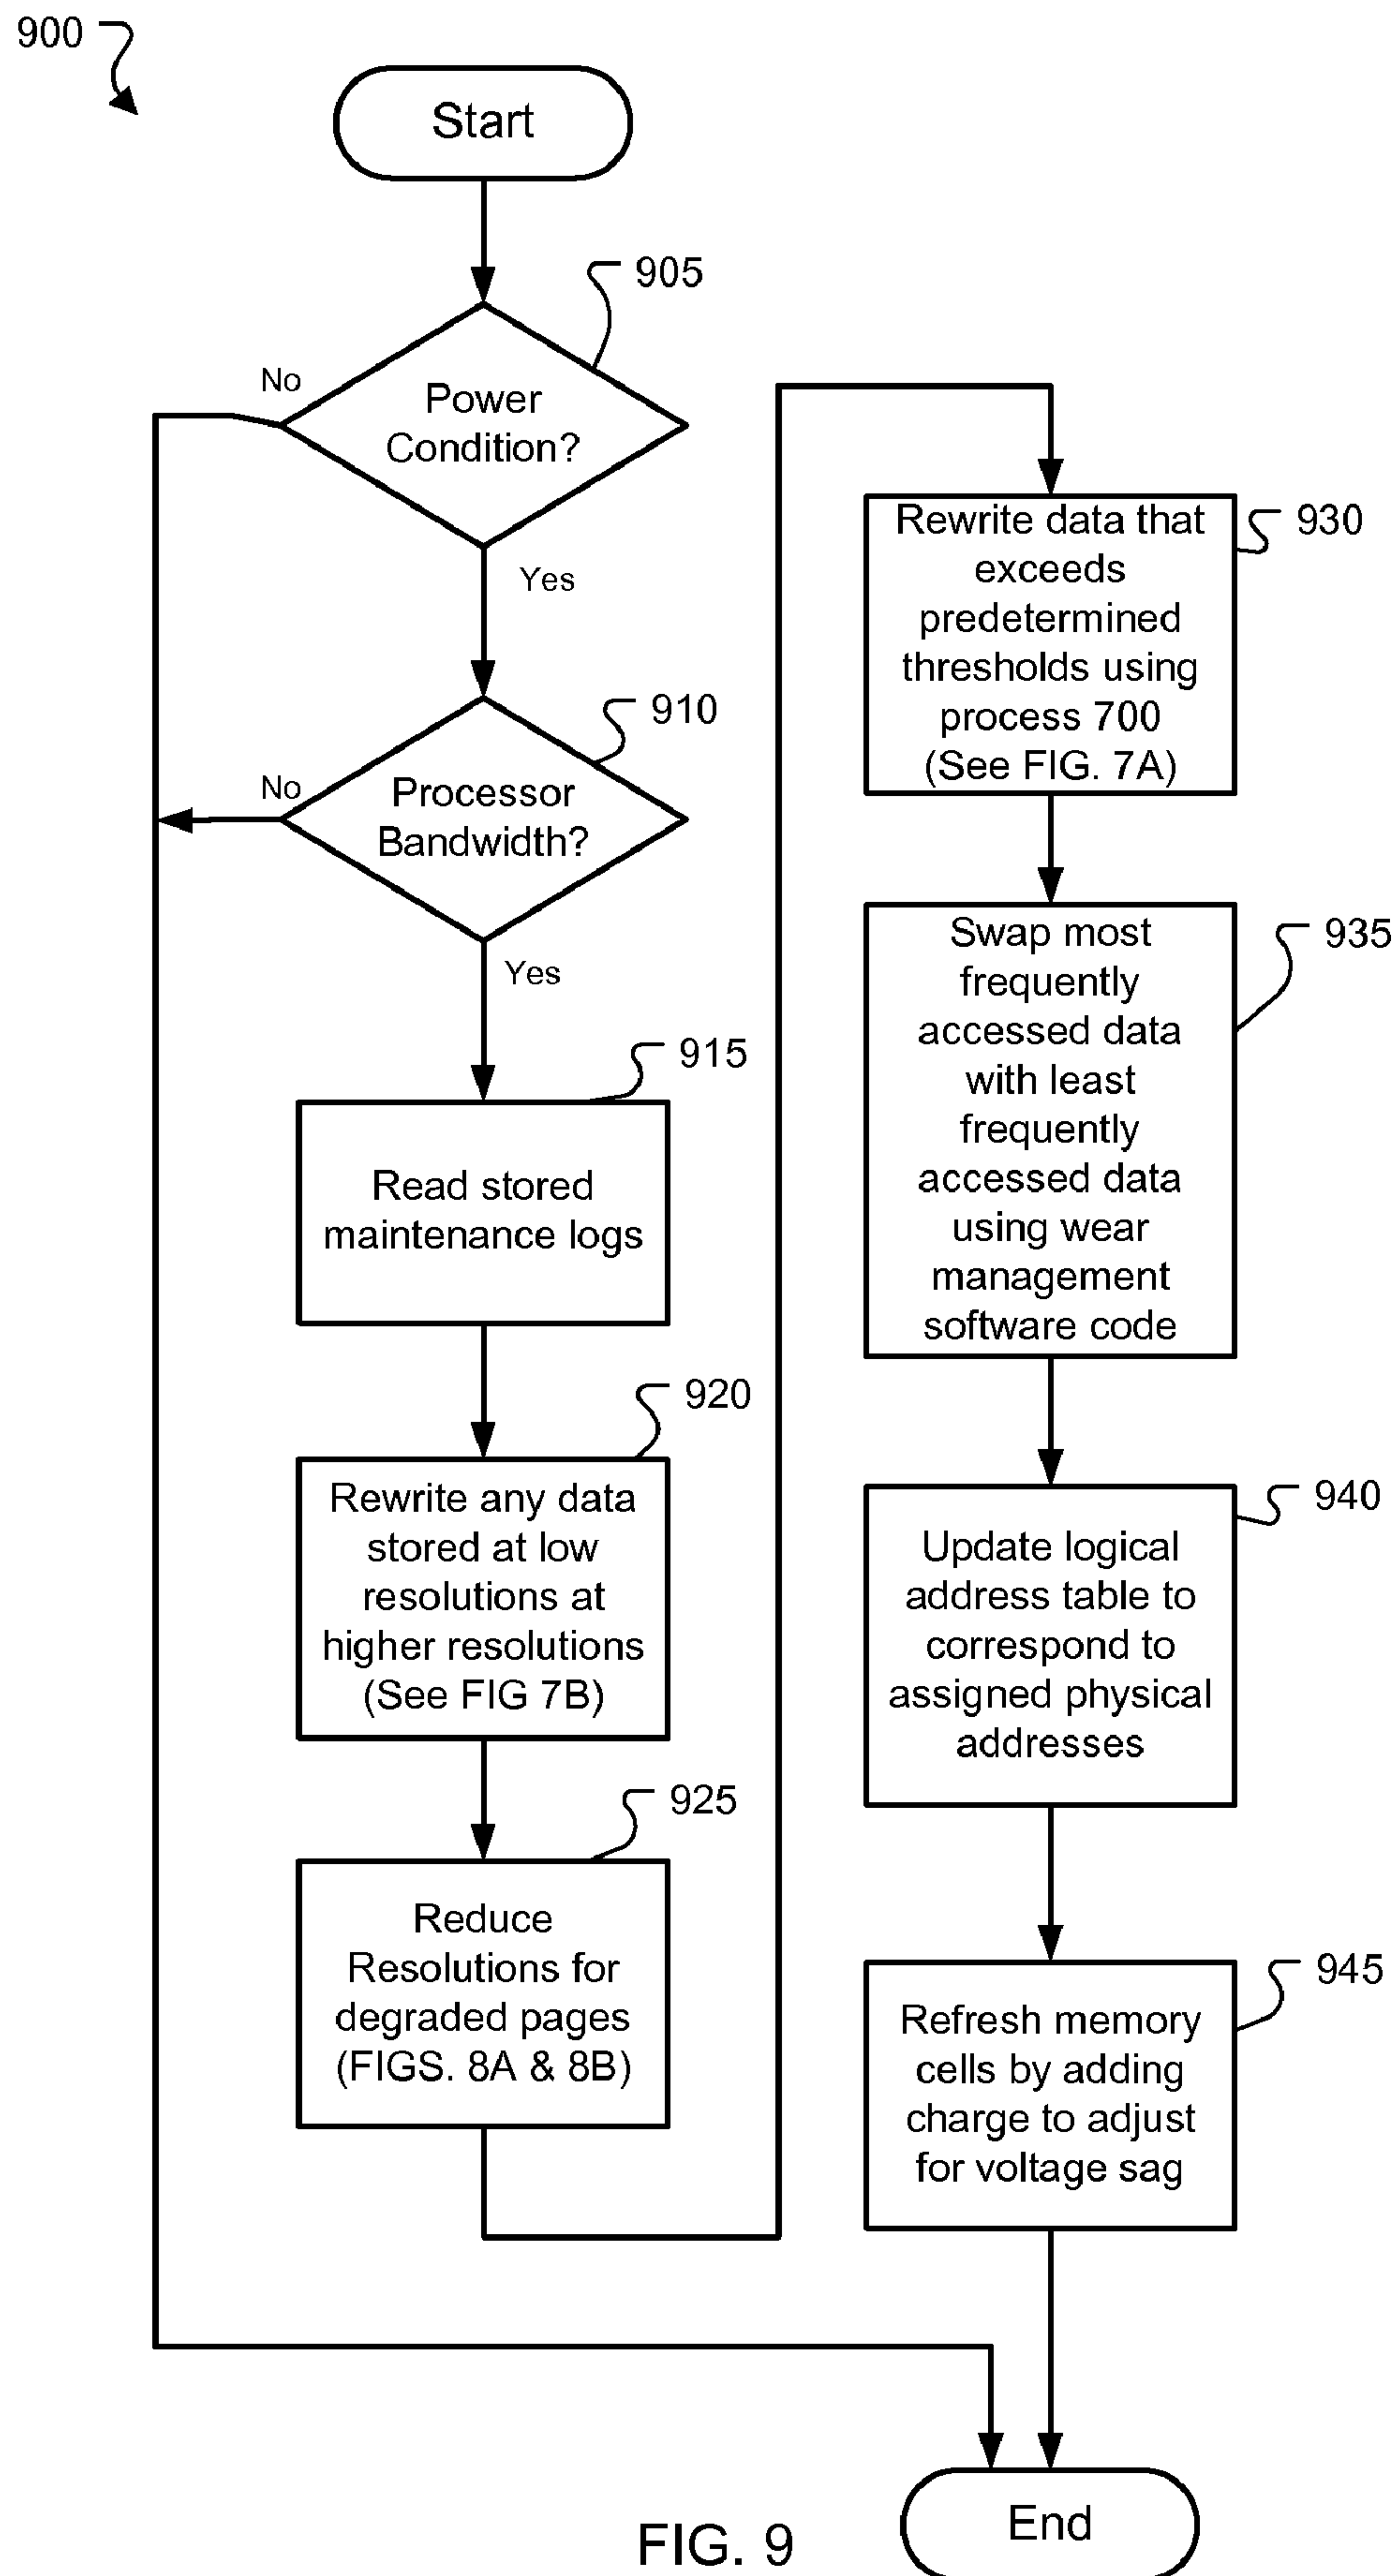 900
Start
905
No
Power
Condition?
Yes
910
No
Processor
Bandwidth?
Yes
915
Read stored
maintenance logs
920
Rewrite any data
stored at low
resolutions at
higher resolutions
(See FIG 7B)
925
Reduce
Resolutions for
degraded pages
(FIGS. 8A & 8B)
930
Rewrite data that
exceeds
predetermined
thresholds using
process 700
(See FIG. 7A)
935
Swap most
frequently
accessed data
with least
frequently
accessed data
using wear
management
software code
940
Update logical
address table to
correspond to
assigned physical
addresses
945
Refresh memory
cells by adding
charge to adjust
for voltage sag
End
FIG. 9